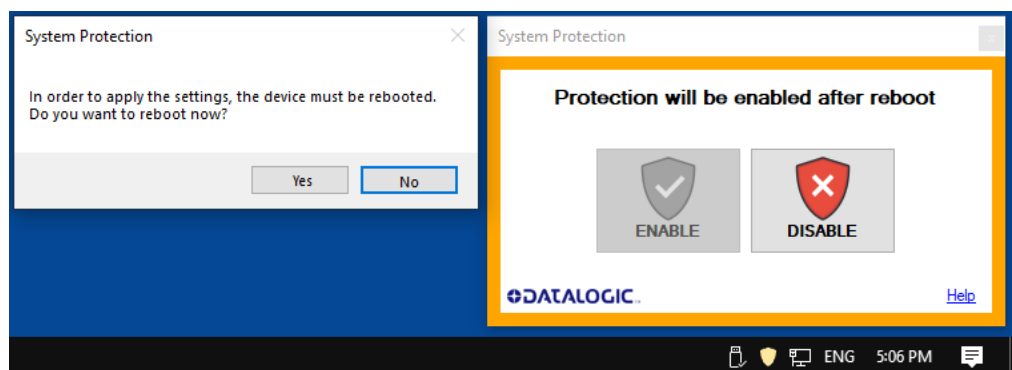 System Protection
In order to apply the settings, the device must be rebooted.
Do you want to reboot now?
Yes
No
System Protection
Protection will be enabled after reboot
ENABLE
DISABLE
DATALOGIC
Help
ENG
5:06 PM